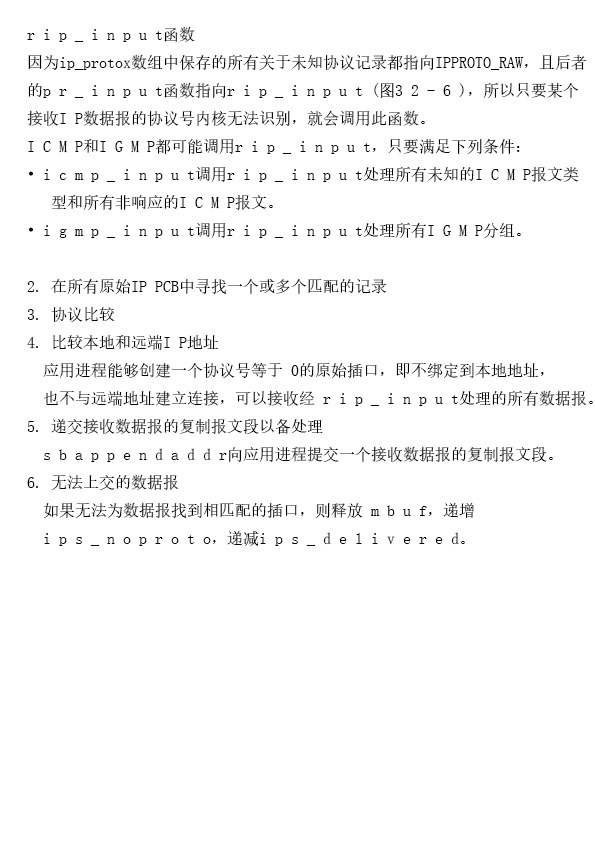 r i p _ i n p u t函数
因为ip_protox数组中保存的所有关于未知协议记录都指向IPPROTO_RAW，且后者
的p r _ i n p u t函数指向r i p _ i n p u t (图3 2 - 6 )，所以只要某个
接收I P数据报的协议号内核无法识别，就会调用此函数。
I C M P和I G M P都可能调用r i p _ i n p u t，只要满足下列条件：
• i c m p _ i n p u t调用r i p _ i n p u t处理所有未知的I C M P报文类
型和所有非响应的I C M P报文。
• i g m p _ i n p u t调用r i p _ i n p u t处理所有I G M P分组。
2. 在所有原始IP PCB中寻找一个或多个匹配的记录
3. 协议比较
4. 比较本地和远端I P地址
应用进程能够创建一个协议号等于 0的原始插口，即不绑定到本地地址，
也不与远端地址建立连接，可以接收经 r i p _ i n p u t处理的所有数据报。
5. 递交接收数据报的复制报文段以备处理
s b a p p e n d a d d r向应用进程提交一个接收数据报的复制报文段。
6. 无法上交的数据报
如果无法为数据报找到相匹配的插口，则释放 m b u f，递增
i p s _ n o p r o t o，递减i p s _ d e l i v e r e d。